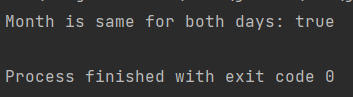 Month is same for both days: true
Process finished with exit code 0